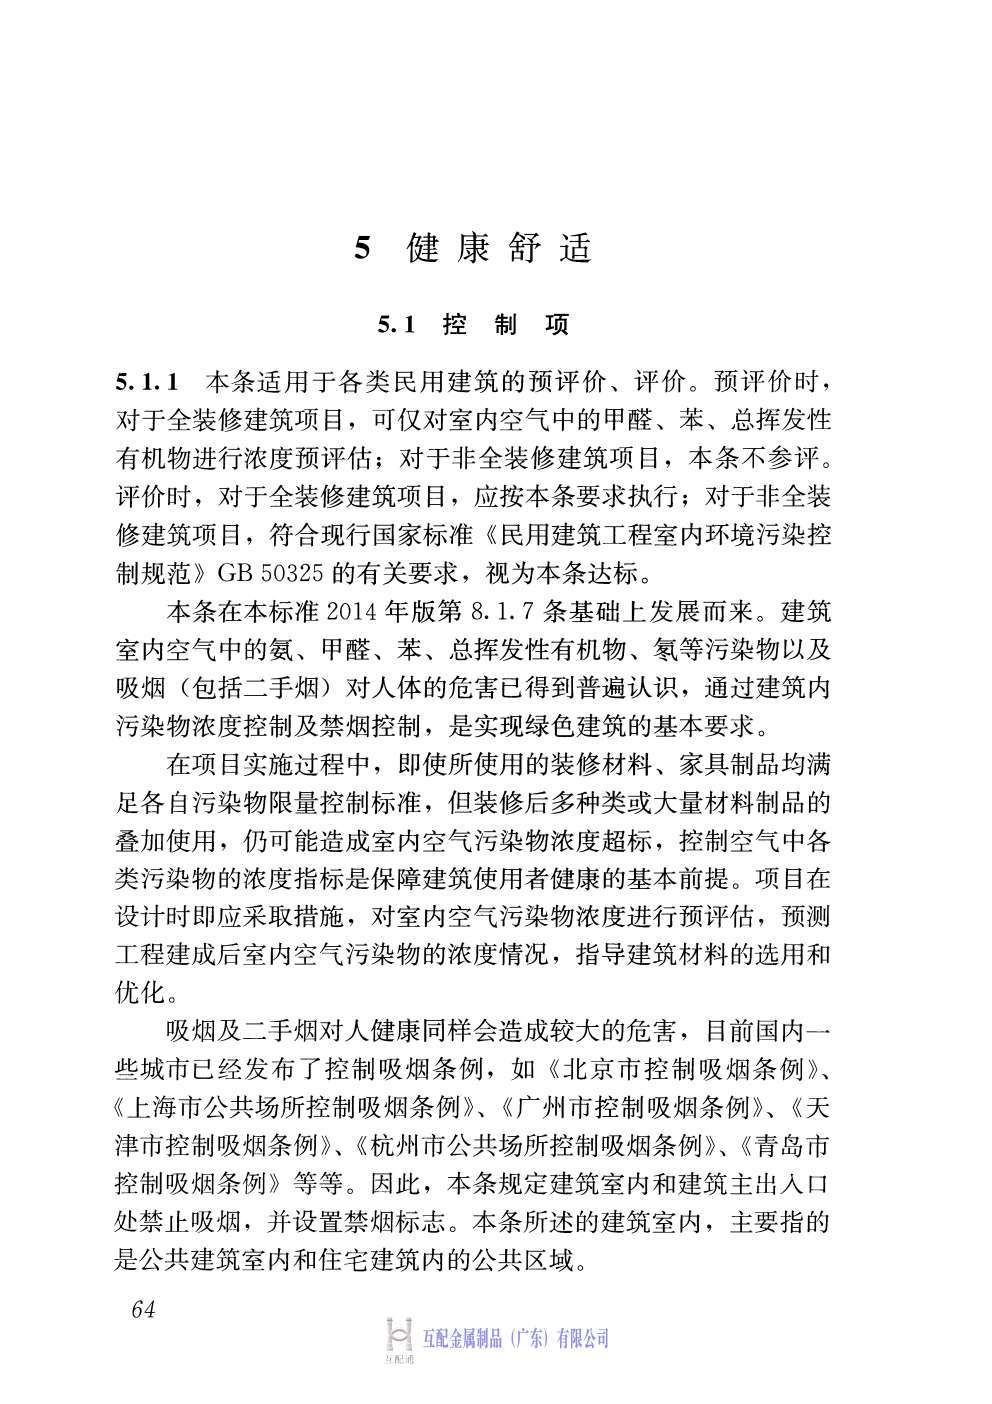 5 健康舒适
5.1 控制项
5.1.1 本条适用于各类民用建筑的预评价、评价。预评价时，
对于全装修建筑项目，可仅对室内空气中的甲醛、苯、总挥发性
有机物进行浓度预评估；对于非全装修建筑项目，本条不参评。
评价时，对于全装修建筑项目，应按本条要求执行；对于非全装
修建筑项目，符合现行国家标准《民用建筑工程室内环境污染控
制规范》GB 50325 的有关要求，视为本条达标。
本条在本标准 2014 年版第 8.1.7 条基础上发展而来。建筑
室内空气中的氨、甲醛、苯、总挥发性有机物、氡等污染物以及
吸烟（包括二手烟）对人体的危害已得到普遍认识，通过建筑内
污染物浓度控制及禁烟控制，是实现绿色建筑的基本要求。
在项目实施过程中，即使所使用的装修材料、家具制品均满
足各自污染物限量控制标准，但装修后多种类或大量材料制品的
叠加使用，仍可能造成室内空气污染物浓度超标，控制空气中各
类污染物的浓度指标是保障建筑使用者健康的基本前提。项目在
设计时即应采取措施，对室内空气污染物浓度进行预评估，预测
工程建成后室内空气污染物的浓度情况，指导建筑材料的选用和
优化。
吸烟及二手烟对人健康同样会造成较大的危害，目前国内一
些城市已经发布了控制吸烟条例，如《北京市控制吸烟条例》、
《上海市公共场所控制吸烟条例》、《广州市控制吸烟条例》、《天
津市控制吸烟条例》、《杭州市公共场所控制吸烟条例》、《青岛市
控制吸烟条例》等等。因此，本条规定建筑室内和建筑主出入口
处禁止吸烟，并设置禁烟标志。本条所述的建筑室内，主要指的
是公共建筑室内和住宅建筑内的公共区域。
64
互配金属制品（广东）有限公司
互配通